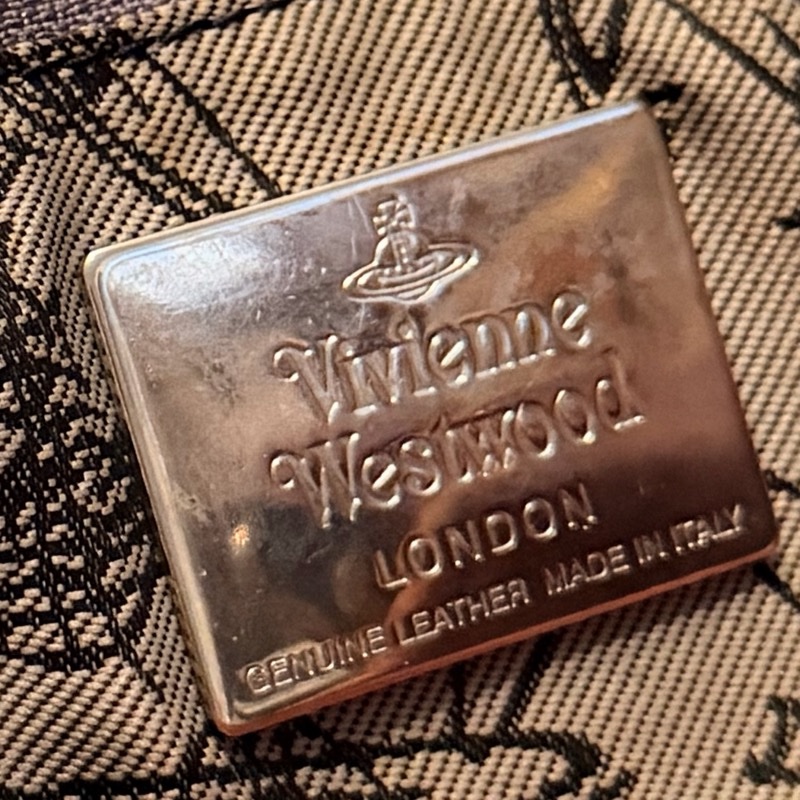 Vivienne
Westwood
LONDON
GENUINE LEATHER MADE IN ITALY